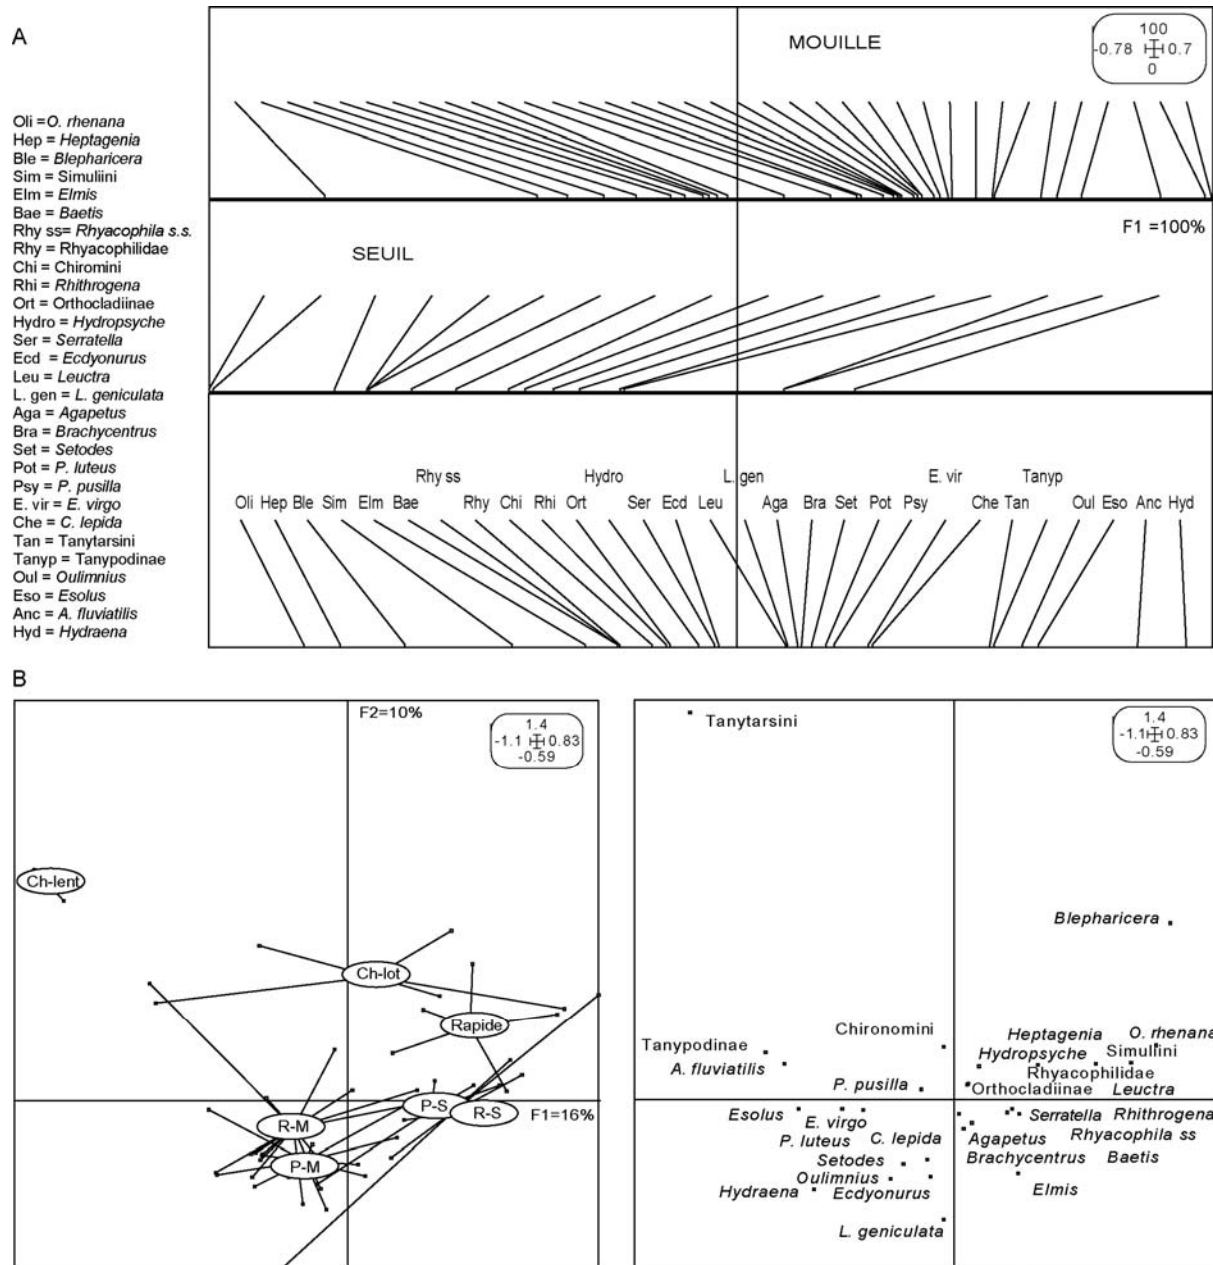 A
MOUILLE
100
-0.78 0.7
0
Oli =O. rhenana
Hep = Heptagenia
Ble = Blepharicera
Sim = Simuliini
Elm = Elmis
Bae = Baetis
Rhy ss= Rhyacophila s.s.
Rhy = Rhyacophilidae
Chi = Chiromini
Rhi = Rhithrogena
Ort = Orthocladiinae
Hydro = Hydropsyche
Ser = Serratella
Ecd = Ecdyonurus
Leu = Leuctra
L. gen = L. geniculata
Aga = Agapetus
Bra = Brachycentrus
Set = Setodes
Pot = P. luteus
Psy = P. pusilla
E. vir = E. virgo
Che = C. lepida
Tan = Tanytarsini
Tanyp = Tanypodinae
Oul = Oulimnius
Eso = Esolus
Anc = A. fluviatilis
Hyd = Hydraena
F1 =100%
SEUIL
Rhy ss Hydro L. gen E. vir Tanyp
Oli Hep Ble Sim Elm Bae Rhy Chi Rhi Ort Ser Ecd Leu Aga Bra Set Pot Psy Che Tan Oul Eso Anc Hyd
B
F2=10%
1.4
-1.1 0.83
-0.59
Ch-lent
Ch-lot
Rapide
P-S
R-S
F1=16%
R-M
P-M
Tanytarsini
1.4
-1.1 0.83
-0.59
Blepharicera
Chironomini
Heptagenia O. rhenana
Tanypodinae
Hydropsyche Simuliini
A. fluviatilis
Rhyacophilidae
P. pusilla
Orthocladiinae Leuctra
Esolus
E. virgo
Serratella Rhithrogena
P. luteus C. lepida
Agapetus Rhyacophila ss
Setodes
Brachycentrus Baetis
Oulimnius
Hydraena Ecdyonurus
Elmis
L. geniculata